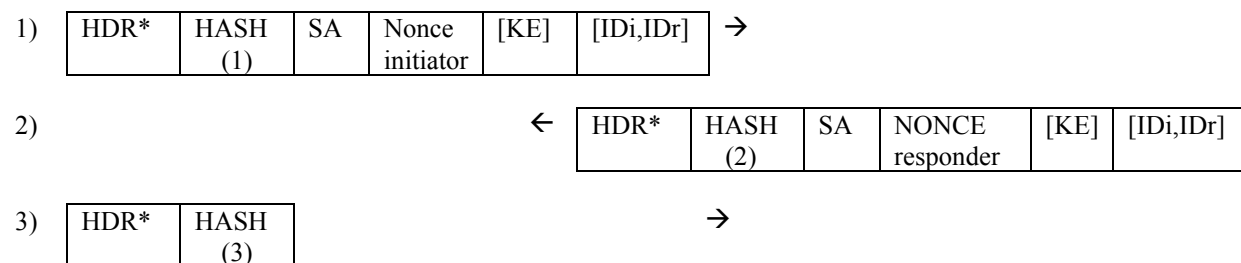 1) HDR* HASH (1) SA Nonce initiator [KE] [IDi,IDr] →
2) ← HDR* HASH (2) SA NONCE responder [KE] [IDi,IDr]
3) HDR* HASH (3) →